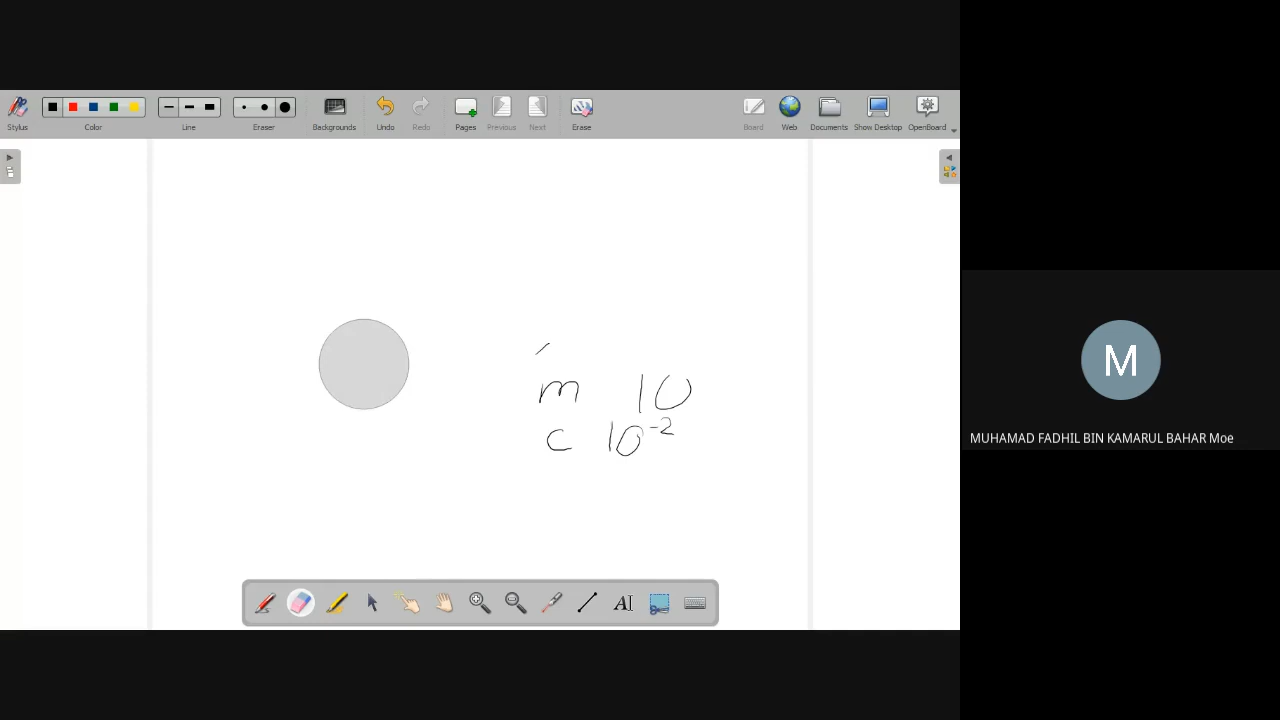 Stylus
Color
Line
Eraser
Backgrounds
Undo
Redo
Pages
Previous
Next
Erase
Board
Web
Documents
Show Desktop
OpenBoard
m 10
c 10⁻²
AI
M
MUHAMAD FADHIL BIN KAMARUL BAHAR Moe